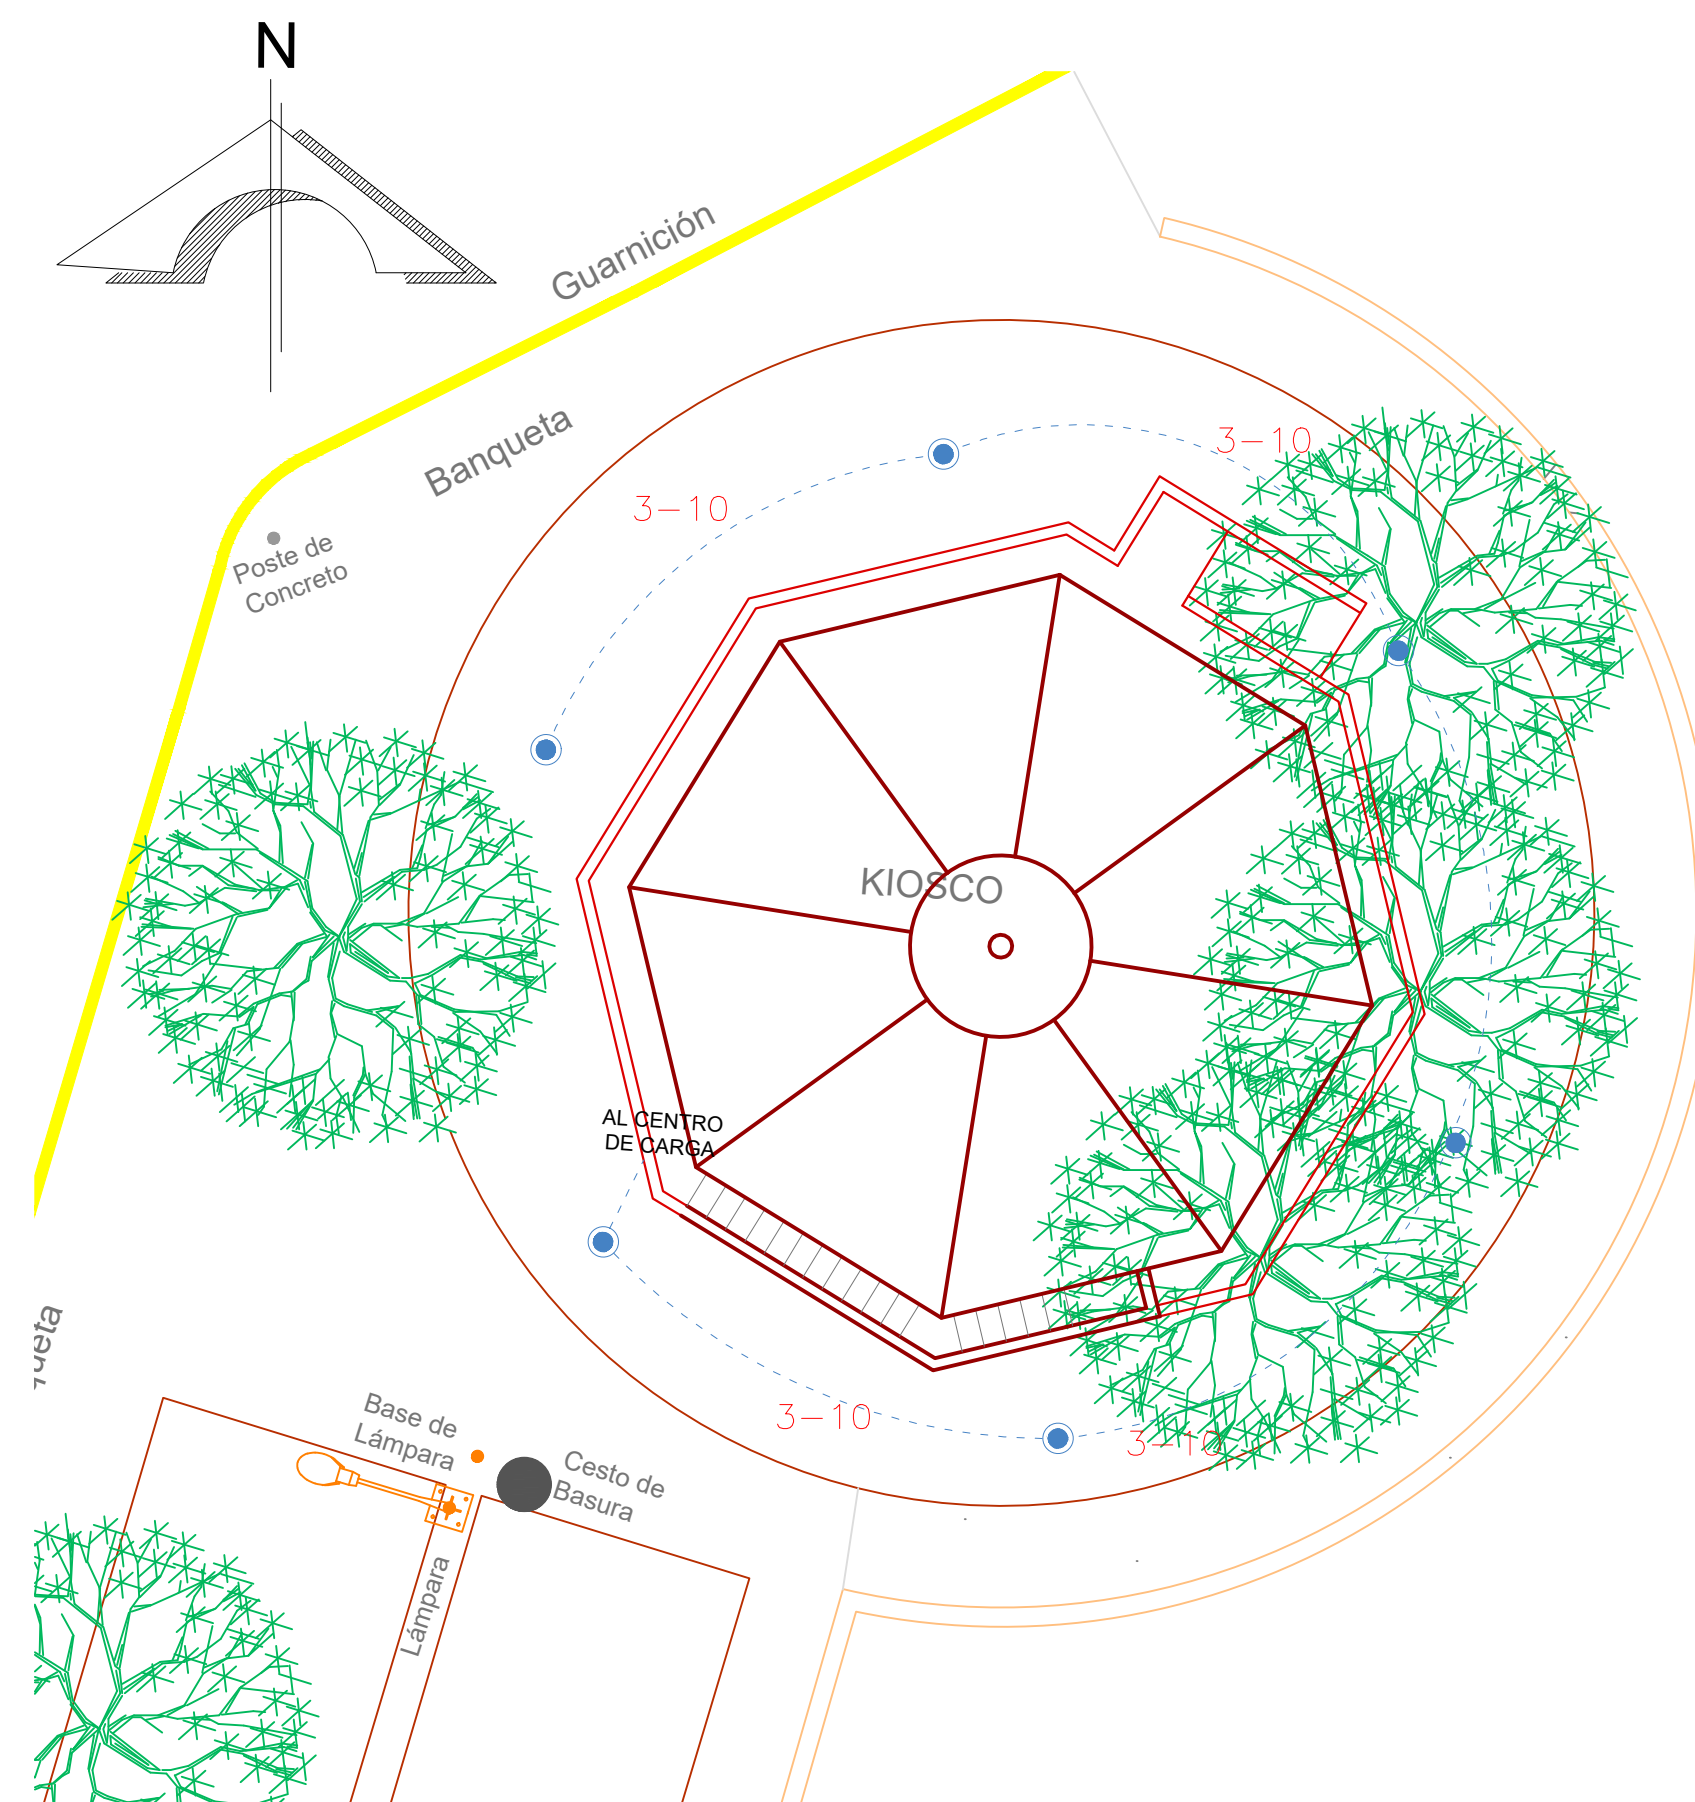 N
Guarnición
Banqueta
3-10
3-10
Poste de
Concreto
KIOSCO
AL CENTRO
DE CARGA
Base de
Lámpara
Cesto de
Basura
3-10
3-10
Lámpara